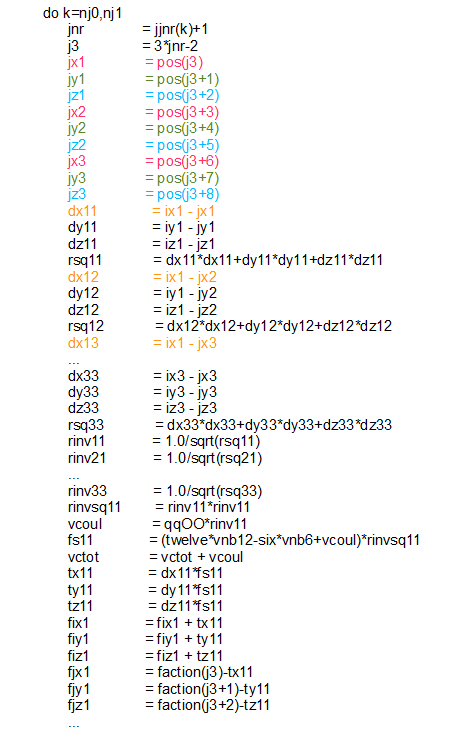 do k=nj0,nj1
jnr = jjnr(k)+1
j3 = 3*jnr-2
jx1 = pos(j3)
jy1 = pos(j3+1)
jz1 = pos(j3+2)
jx2 = pos(j3+3)
jy2 = pos(j3+4)
jz2 = pos(j3+5)
jx3 = pos(j3+6)
jy3 = pos(j3+7)
jz3 = pos(j3+8)
dx11 = ix1 - jx1
dy11 = iy1 - jy1
dz11 = iz1 - jz1
rsq11 = dx11*dx11+dy11*dy11+dz11*dz11
dx12 = ix1 - jx2
dy12 = iy1 - jy2
dz12 = iz1 - jz2
rsq12 = dx12*dx12+dy12*dy12+dz12*dz12
dx13 = ix1 - jx3
...
dx33 = ix3 - jx3
dy33 = iy3 - jy3
dz33 = iz3 - jz3
rsq33 = dx33*dx33+dy33*dy33+dz33*dz33
rinv11 = 1.0/sqrt(rsq11)
rinv21 = 1.0/sqrt(rsq21)
...
rinv33 = 1.0/sqrt(rsq33)
rinvsq11 = rinv11*rinv11
vcoul = qqOO*rinv11
fs11 = (twelve*vnb12-six*vnb6+vcoul)*rinvsq11
vctot = vctot + vcoul
tx11 = dx11*fs11
ty11 = dy11*fs11
tz11 = dz11*fs11
fix1 = fix1 + tx11
fiy1 = fiy1 + ty11
fiz1 = fiz1 + tz11
fjx1 = faction(j3)-tx11
fjy1 = faction(j3+1)-ty11
fjz1 = faction(j3+2)-tz11
...